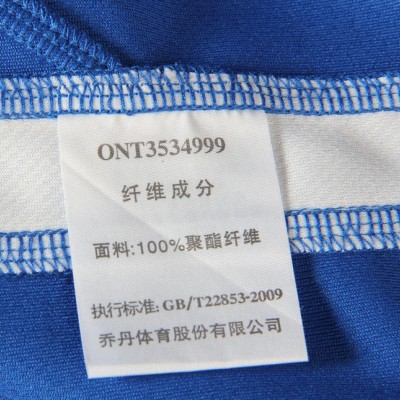 ONT3534999
纤维成分
面料:100%聚酯纤维
执行标准: GB/T22853-2009
乔丹体育股份有限公司